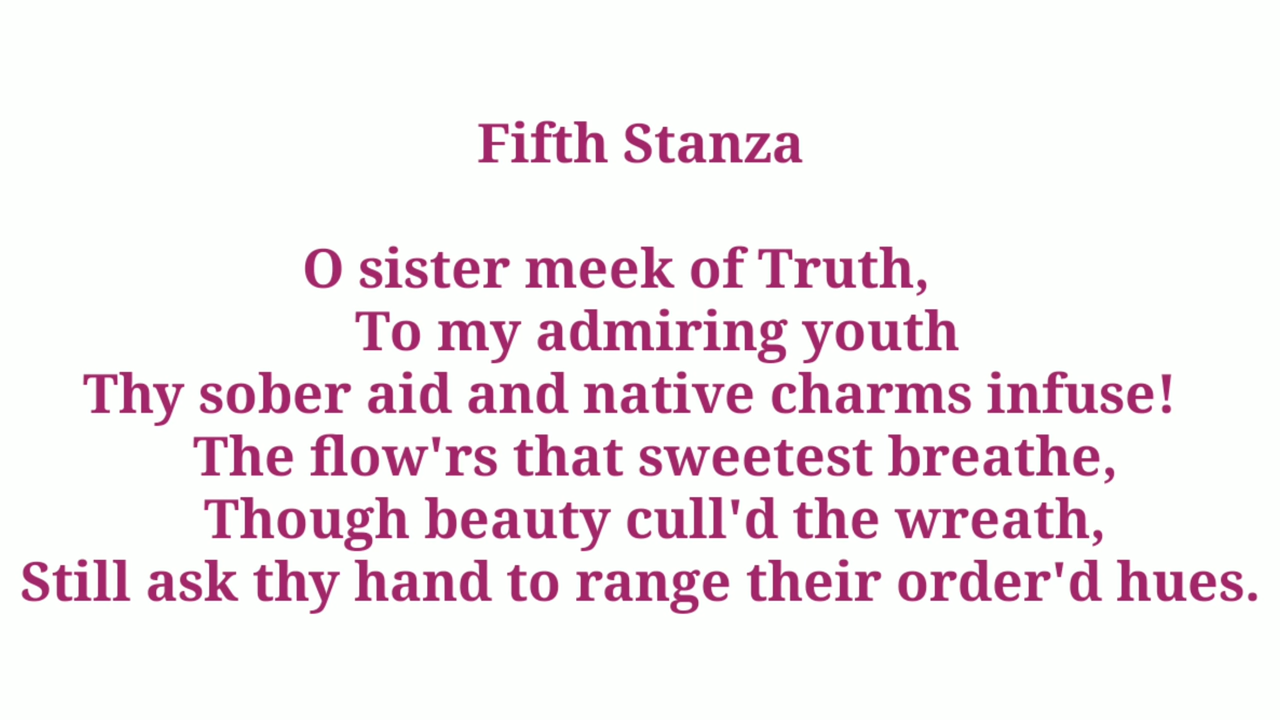 Fifth Stanza
O sister meek of Truth,
To my admiring youth
Thy sober aid and native charms infuse!
The flow'rs that sweetest breathe,
Though beauty cull'd the wreath,
Still ask thy hand to range their order'd hues.